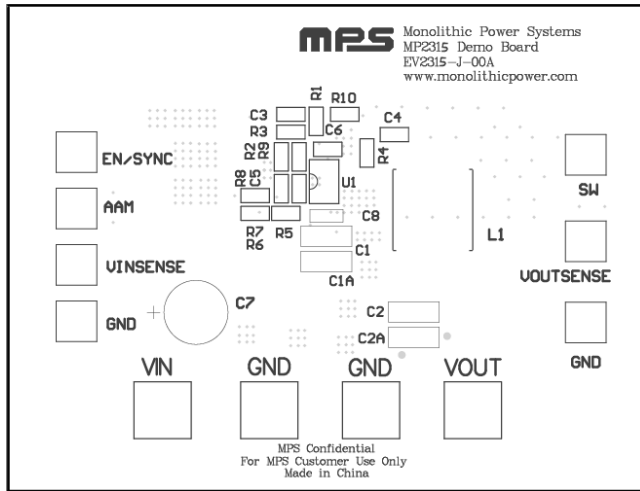 mps Monolithic Power Systems
MP2315 Demo Board
EV2315-J-00A
www.monolithicpower.com
R1
R10
C3
C4
R3
C6
R2
R9
R4
EN/SYNC
R8
C5
U1
SW
AAM
C8
R7
R5
R6
L1
C1
VINSENSE
C1A
VOUTSENSE
C7
C2
GND
C2A
GND
VIN
GND
GND
VOUT
MPS Confidential
For MPS Customer Use Only
Made in China